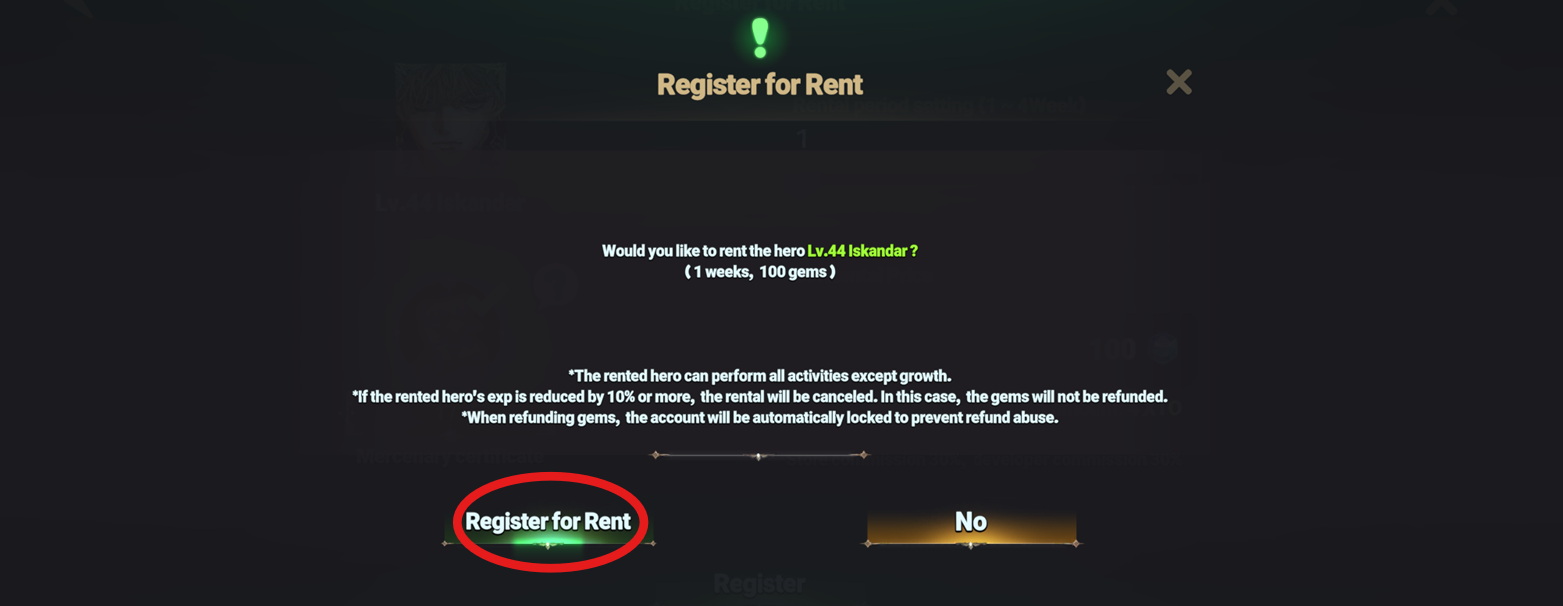 Register for Rent
1
Would you like to rent the hero Lv.44 Iskandar ?
( 1 weeks, 100 gems )
100
*The rented hero can perform all activities except growth.
*If the rented hero's exp is reduced by 10% or more, the rental will be canceled. In this case, the gems will not be refunded.
*When refunding gems, the account will be automatically locked to prevent refund abuse.
Register for Rent
No
Register